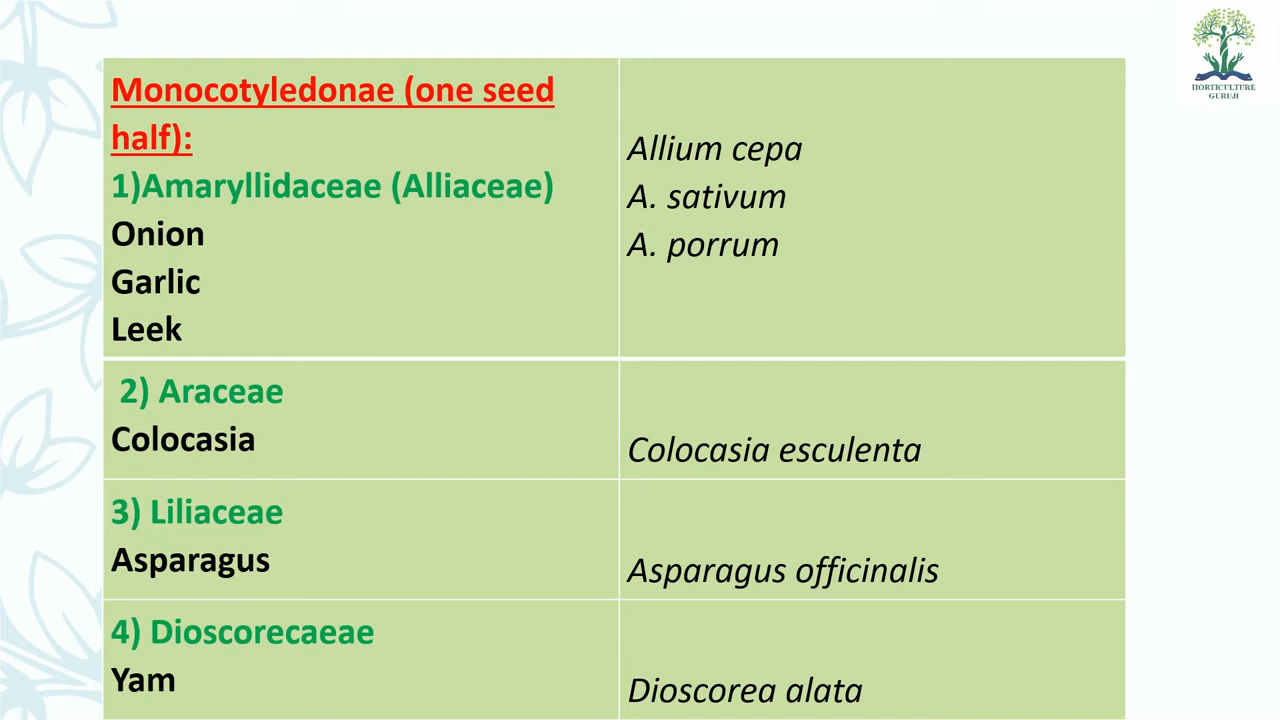 HORTICULTURE
GURUJI
Monocotyledonae (one seed
half):
1)Amaryllidaceae (Alliaceae)
Onion
Garlic
Leek
Allium cepa
A. sativum
A. porrum
2) Araceae
Colocasia
Colocasia esculenta
3) Liliaceae
Asparagus
Asparagus officinalis
4) Dioscorecaeae
Yam
Dioscorea alata